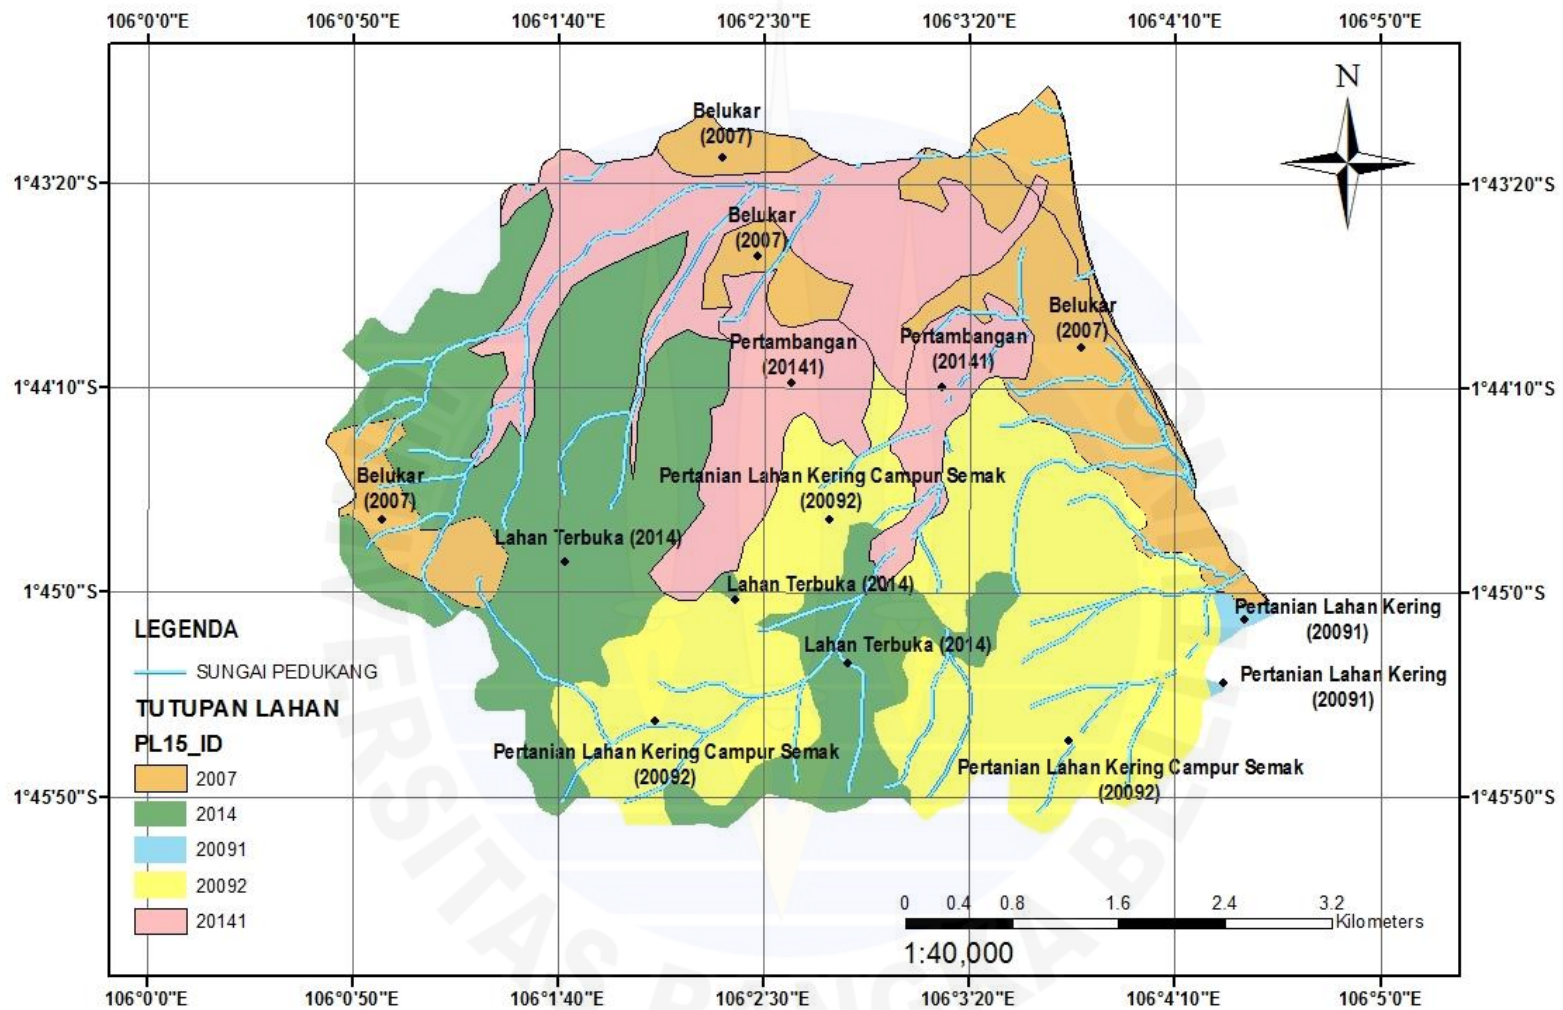 106°0'0"E 106°0'50"E 106°1'40"E 106°2'30"E 106°3'20"E 106°4'10"E 106°5'0"E
N
Belukar
(2007)
1°43'20"S 1°43'20"S
Belukar
(2007)
Belukar
(2007)
Pertambangan
(20141)
Pertambangan
(20141)
1°44'10"S 1°44'10"S
Belukar
(2007)
Pertanian Lahan Kering Campur Semak
(20092)
Lahan Terbuka (2014)
Lahan Terbuka (2014)
1°45'0"S 1°45'0"S
Pertanian Lahan Kering
(20091)
Lahan Terbuka (2014)
Pertanian Lahan Kering
(20091)
Pertanian Lahan Kering Campur Semak
(20092)
Pertanian Lahan Kering Campur Semak
(20092)
1°45'50"S 1°45'50"S
LEGENDA
SUNGAI PEDUKANG
TUTUPAN LAHAN
PL15_ID
2007
2014
20091
20092
20141
0 0.4 0.8 1.6 2.4 3.2
Kilometers
1:40,000
106°0'0"E 106°0'50"E 106°1'40"E 106°2'30"E 106°3'20"E 106°4'10"E 106°5'0"E
UNIVERSITAS BANGKA BELITUNG